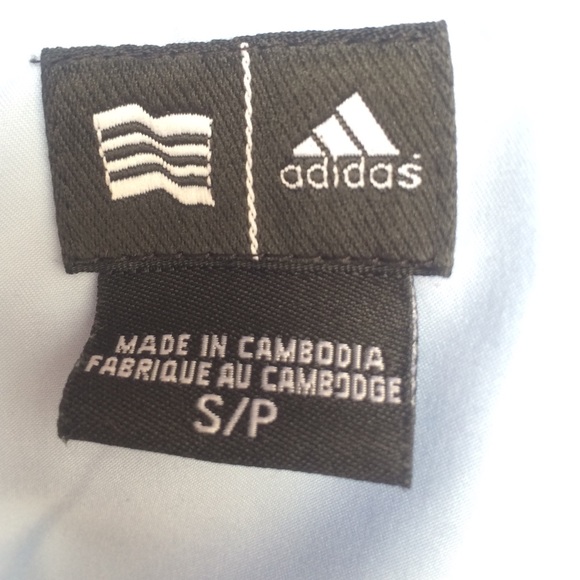 adidas
MADE IN CAMBODIA
FABRIQUE AU CAMBODGE
S/P